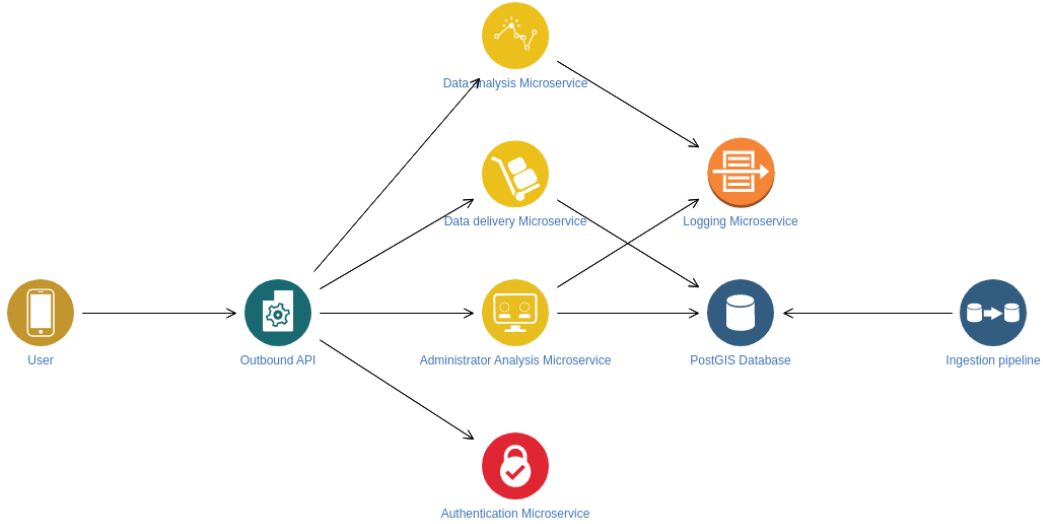 Data analysis Microservice
Data delivery Microservice
Logging Microservice
User
Outbound API
Administrator Analysis Microservice
PostGIS Database
Ingestion pipeline
Authentication Microservice